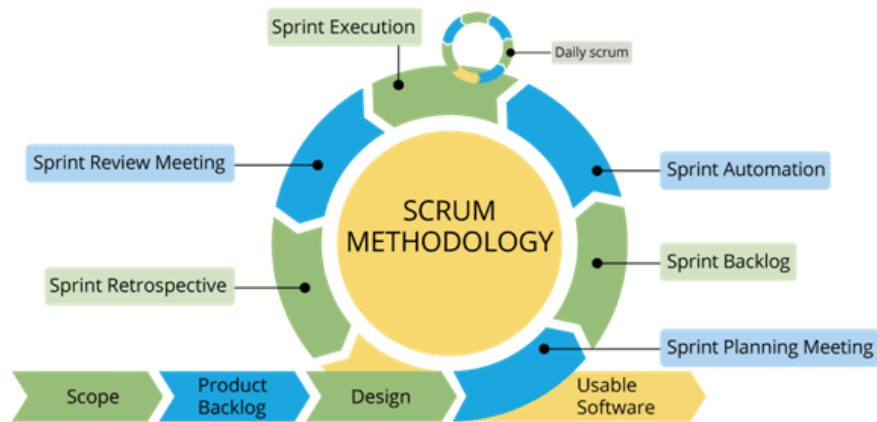 Sprint Execution
Daily scrum
Sprint Review Meeting
Sprint Automation
SCRUM
METHODOLOGY
Sprint Backlog
Sprint Retrospective
Sprint Planning Meeting
Scope
Product
Backlog
Design
Usable
Software